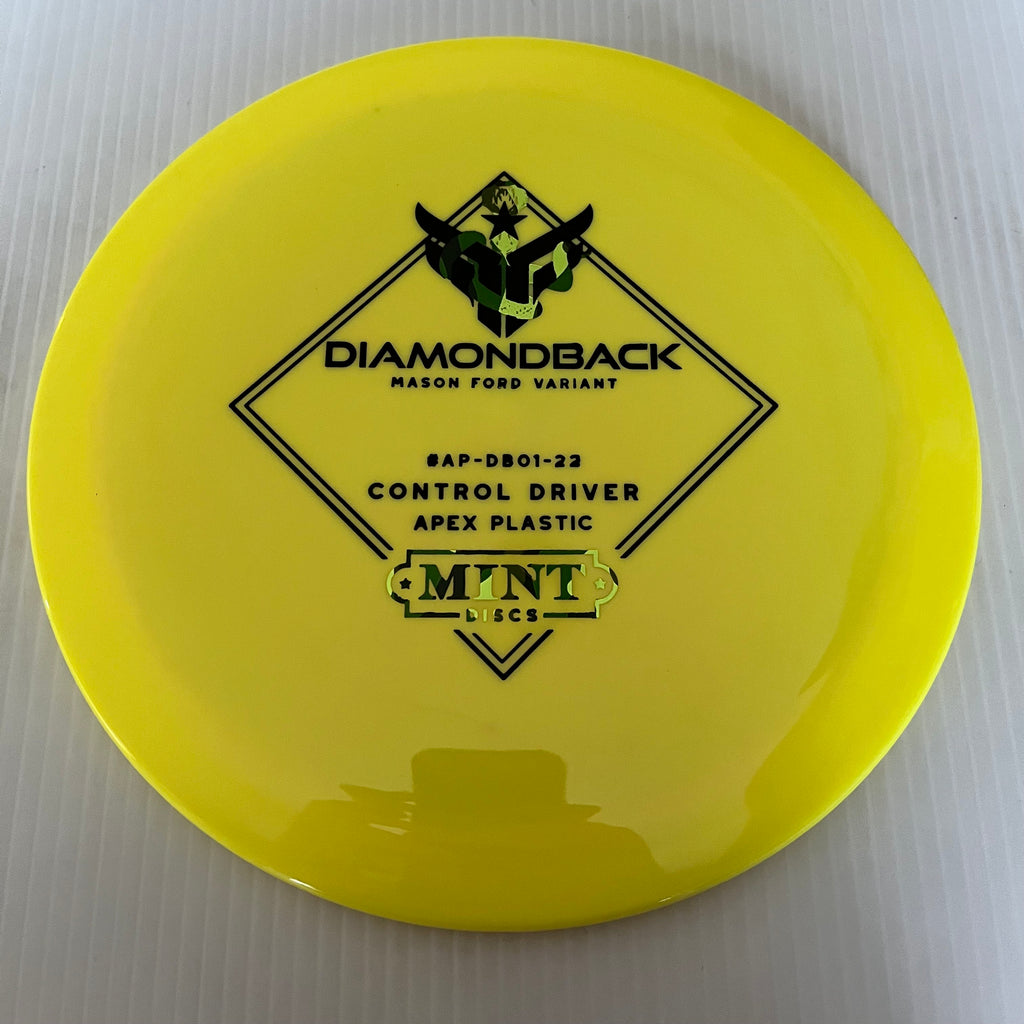 DIAMONDBACK
MASON FORD VARIANT
#AP-DB01-22
CONTROL DRIVER
APEX PLASTIC
MINT
DISCS